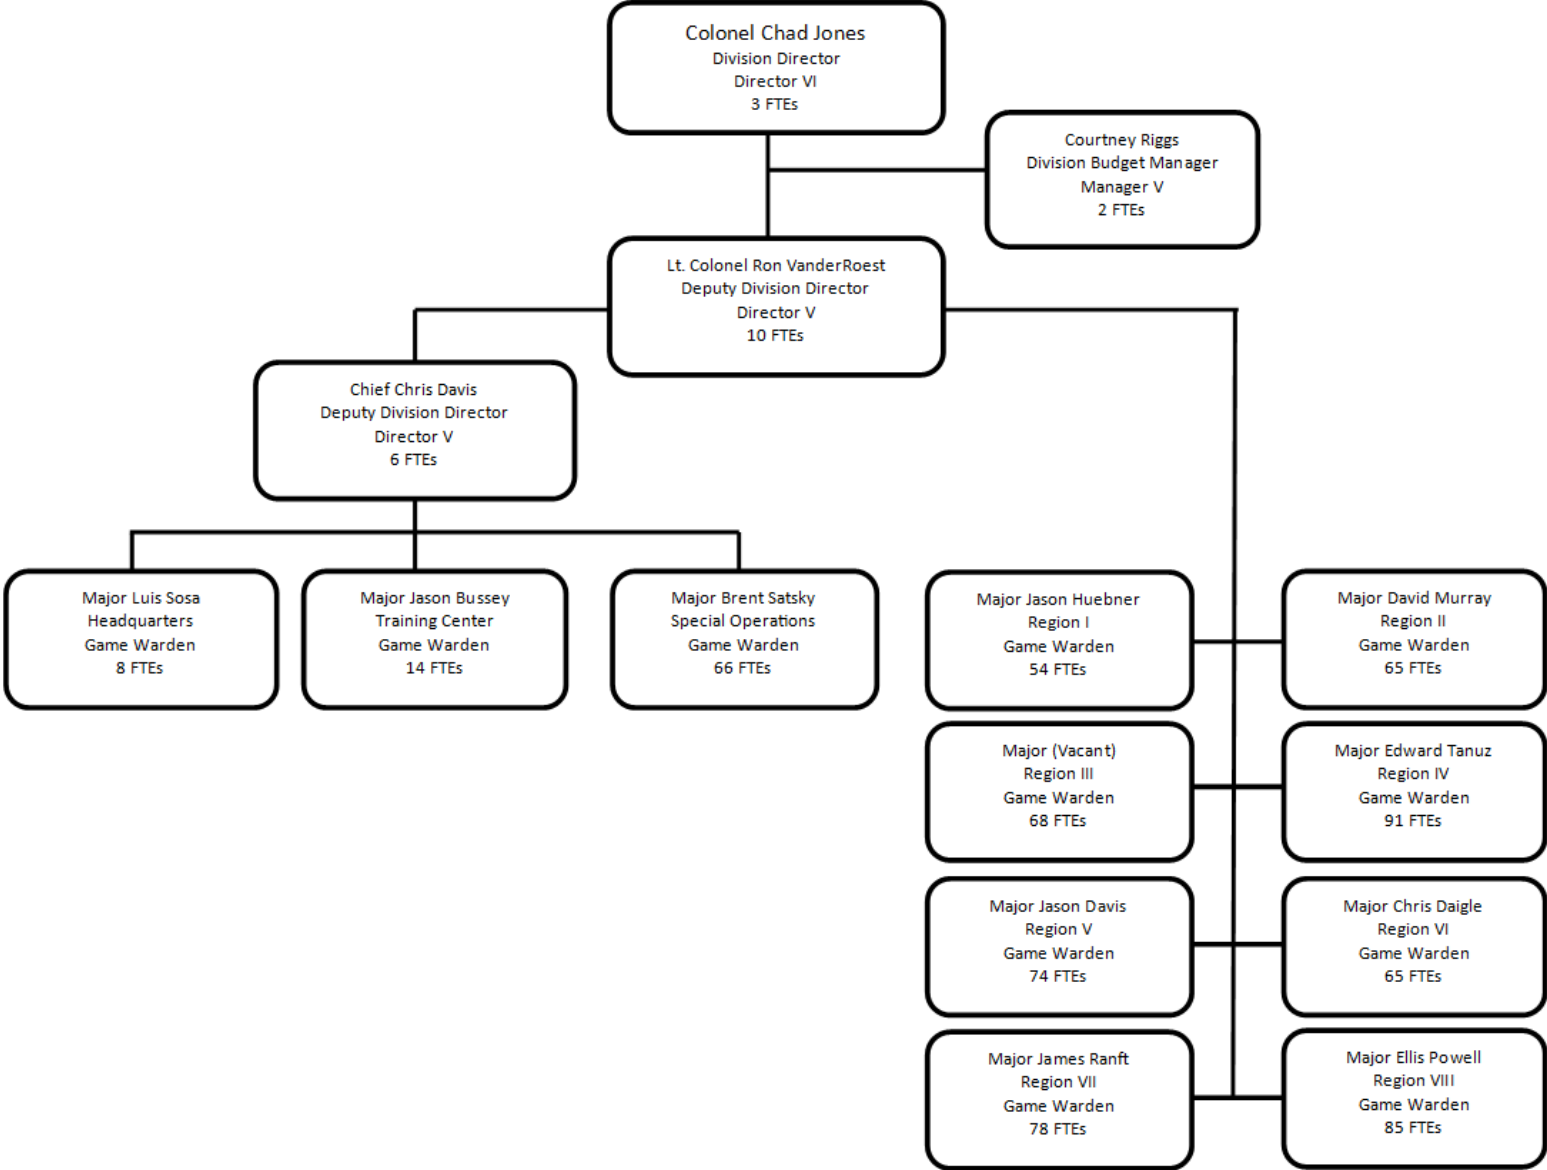 Colonel Chad Jones
Division Director
Director VI
3 FTEs
Courtney Riggs
Division Budget Manager
Manager V
2 FTEs
Lt. Colonel Ron VanderRoest
Deputy Division Director
Director V
10 FTEs
Chief Chris Davis
Deputy Division Director
Director V
6 FTEs
Major Luis Sosa
Headquarters
Game Warden
8 FTEs
Major Jason Bussey
Training Center
Game Warden
14 FTEs
Major Brent Satsky
Special Operations
Game Warden
66 FTEs
Major Jason Huebner
Region I
Game Warden
54 FTEs
Major David Murray
Region II
Game Warden
65 FTEs
Major (Vacant)
Region III
Game Warden
68 FTEs
Major Edward Tanuz
Region IV
Game Warden
91 FTEs
Major Jason Davis
Region V
Game Warden
74 FTEs
Major Chris Daigle
Region VI
Game Warden
65 FTEs
Major James Ranft
Region VII
Game Warden
78 FTEs
Major Ellis Powell
Region VIII
Game Warden
85 FTEs